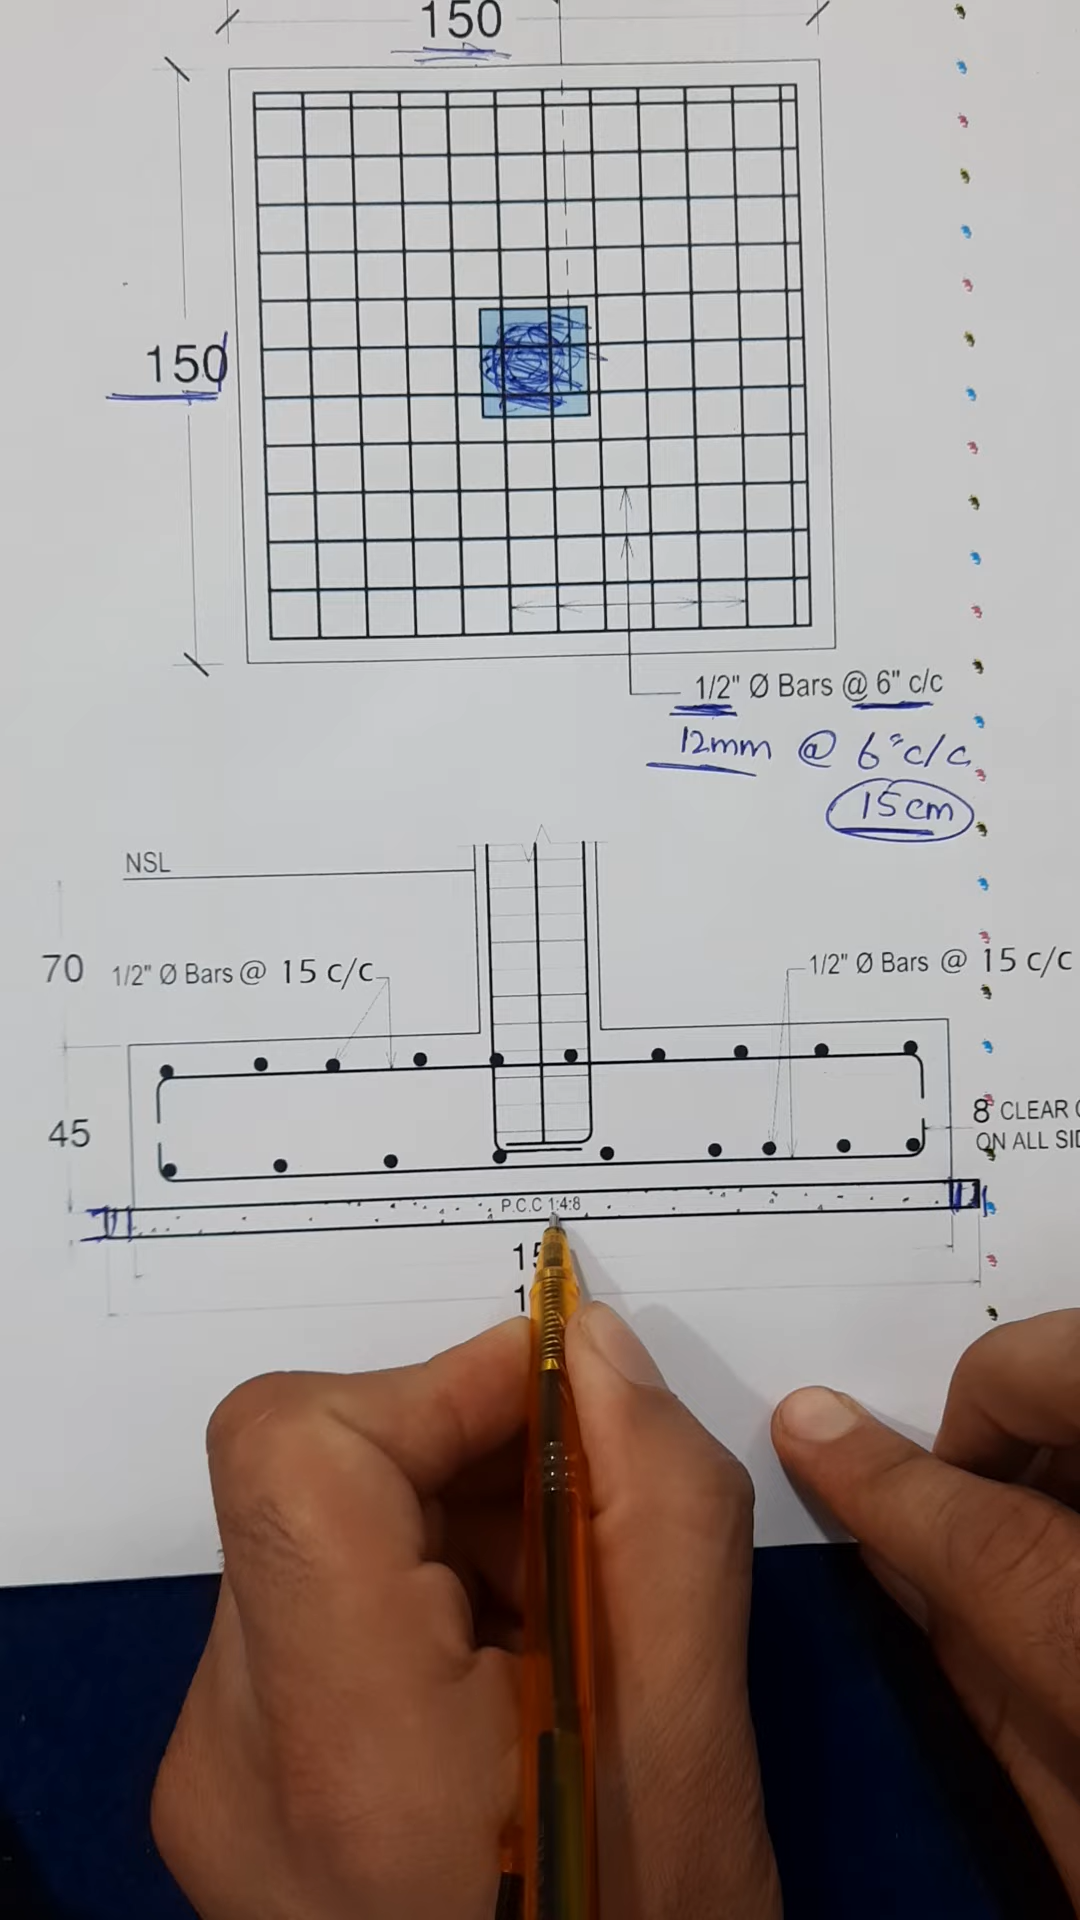 150
150
1/2" Ø Bars @ 6" c/c
12mm @ 6" c/c
15cm
NSL
70
1/2" Ø Bars @ 15 c/c
1/2" Ø Bars @ 15 c/c
45
8 CLEAR
ON ALL
P.C.C 1:4:8